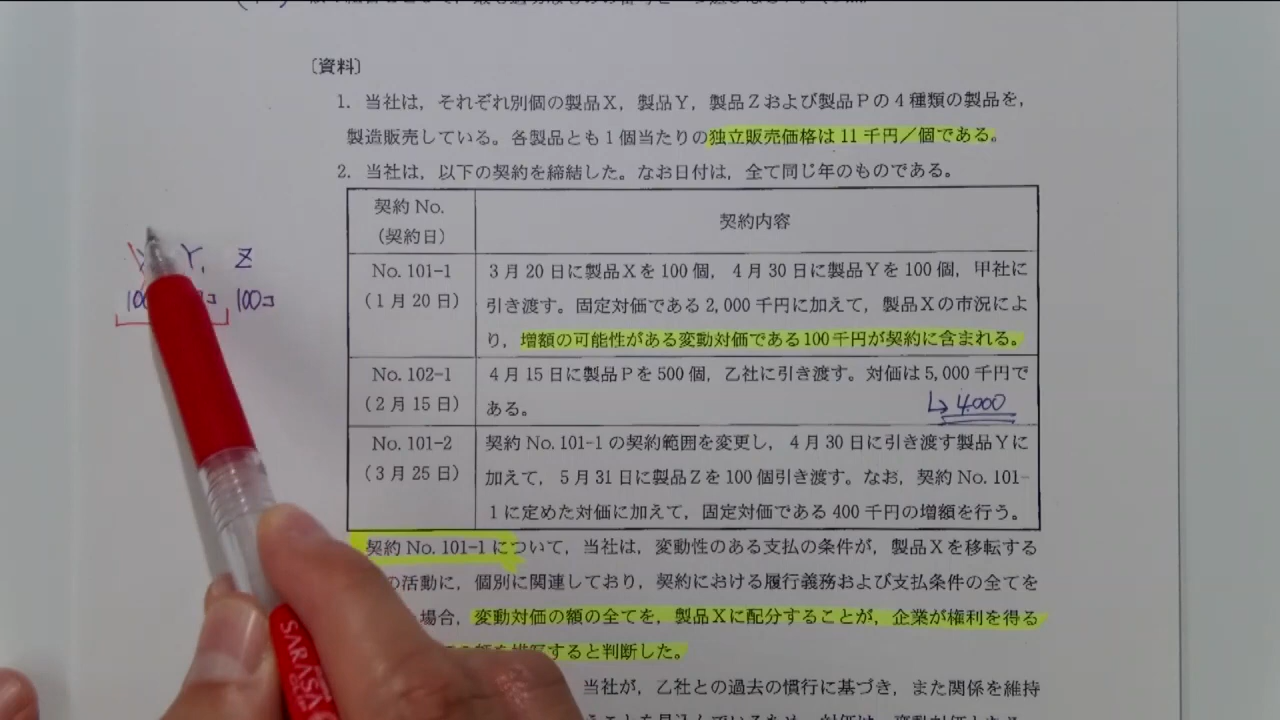 〔資料〕
1. 当社は，それぞれ別個の製品X，製品Y，製品Zおよび製品Pの4種類の製品を，
製造販売している。各製品とも1個当たりの独立販売価格は11千円／個である。
2. 当社は，以下の契約を締結した。なお日付は，全て同じ年のものである。
契約 No.
（契約日）
契約内容
No. 101-1
（1月20日）
3月20日に製品Xを100個，4月30日に製品Yを100個，甲社に
引き渡す。固定対価である2,000千円に加えて，製品Xの市況によ
り，増額の可能性がある変動対価である100千円が契約に含まれる。
No. 102-1
（2月15日）
4月15日に製品Pを500個，乙社に引き渡す。対価は5,000千円で
ある。
↳ 4.000
No. 101-2
（3月25日）
契約 No. 101-1 の契約範囲を変更し，4月30日に引き渡す製品Yに
加えて，5月31日に製品Zを100個引き渡す。なお，契約 No. 101-
1に定めた対価に加えて，固定対価である400千円の増額を行う。
Y, Z
100 コ 100コ
契約 No. 101-1 について，当社は，変動性のある支払の条件が，製品Xを移転する
の活動に，個別に関連しており，契約における履行義務および支払条件の全てを
場合，変動対価の額の全てを，製品Xに配分することが，企業が権利を得る
すると判断した。
当社が，乙社との過去の慣行に基づき，また関係を維持
SARASA